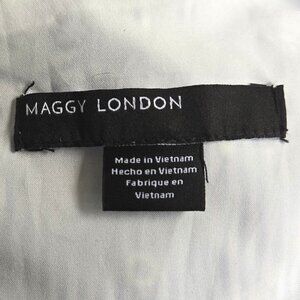 MAGGY LONDON
Made in Vietnam
Hecho en Vietnam
Fabrique en
Vietnam